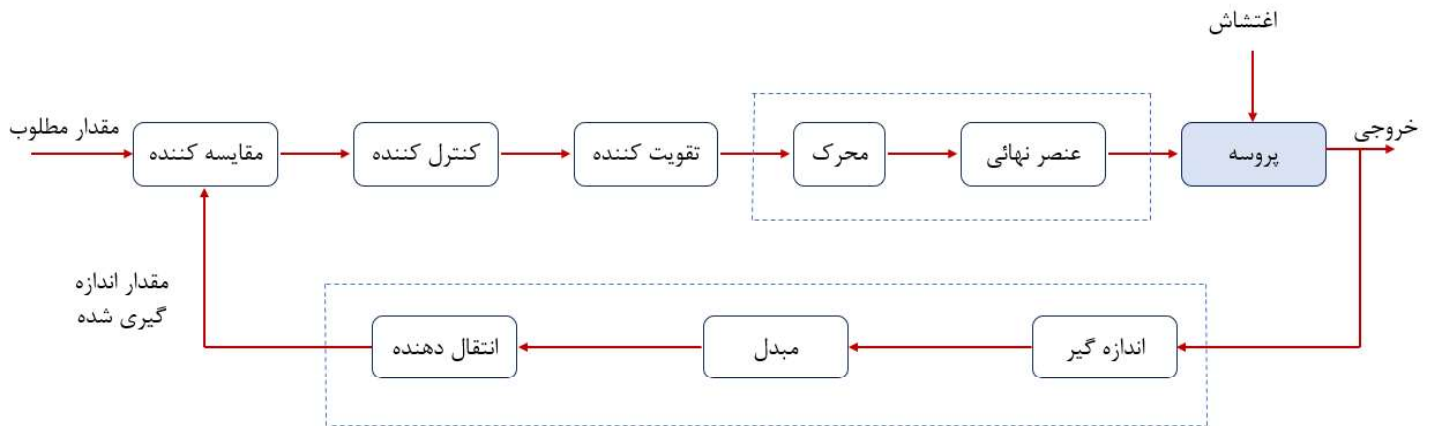 اغتشاش
مقدار مطلوب
مقایسه کننده
کنترل کننده
تقویت کننده
محرک
عنصر نهائی
پروسه
خروجی
مقدار اندازه
گیری شده
انتقال دهنده
مبدل
اندازه گیر